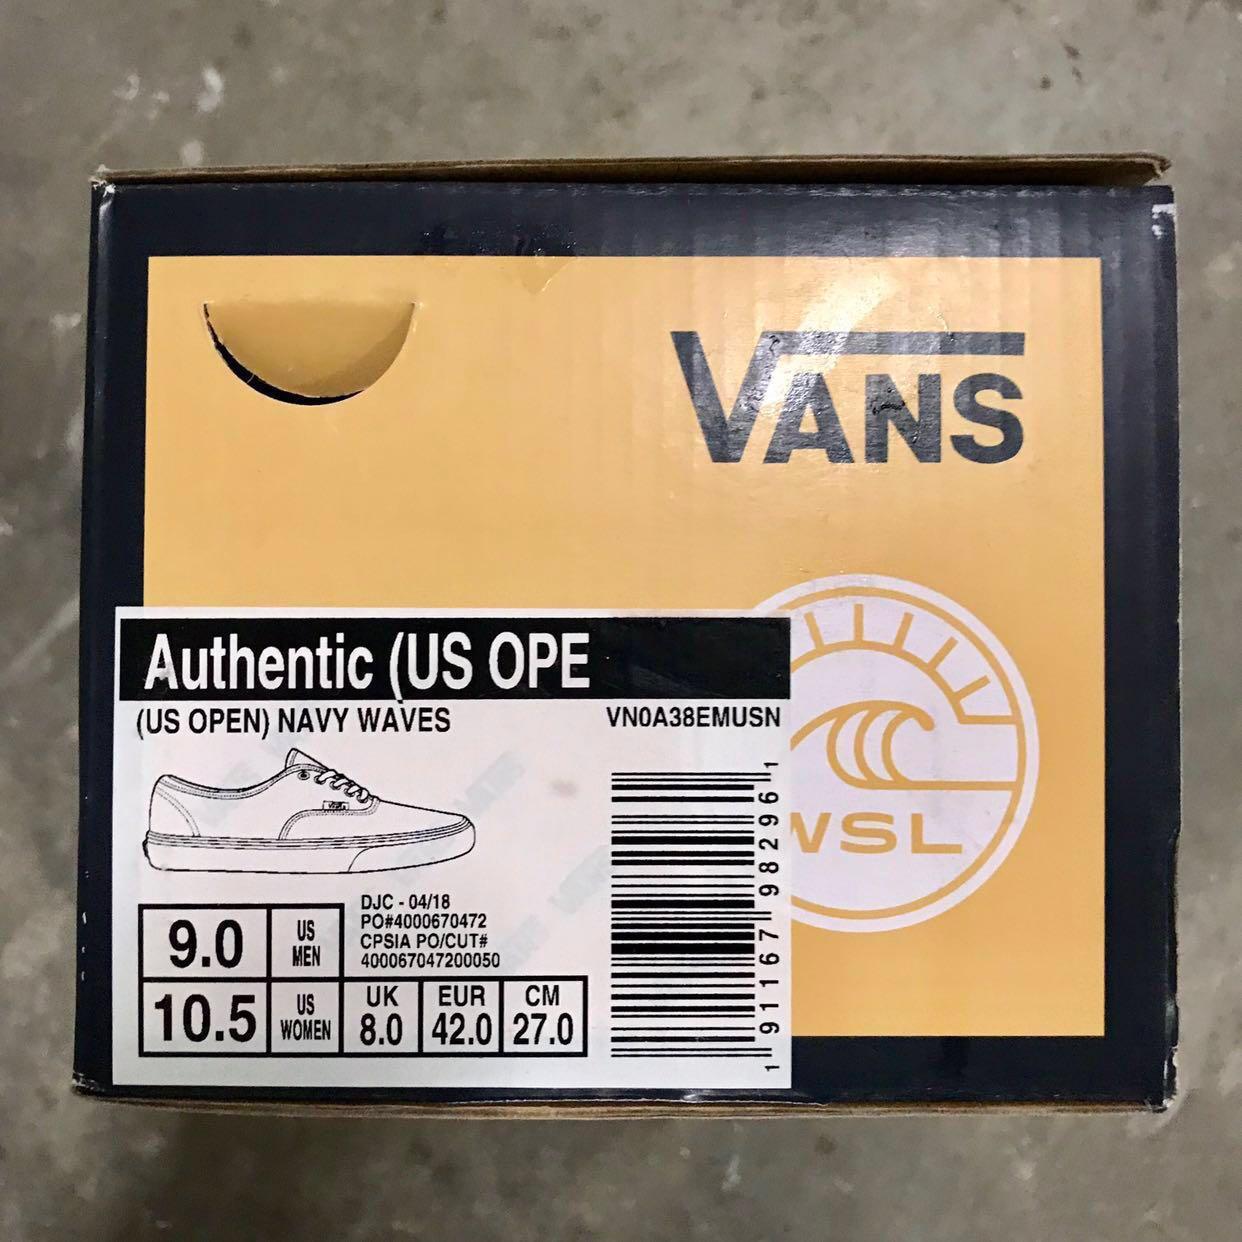 VANS
Authentic (US OPE
(US OPEN) NAVY WAVES VN0A38EMUSN
VANS
WSL
DJC - 04/18
PO#4000670472
CPSIA PO/CUT#
400067047200050
9.0 US MEN
10.5 US WOMEN UK 8.0 EUR 42.0 CM 27.0
1 91167 98296 1